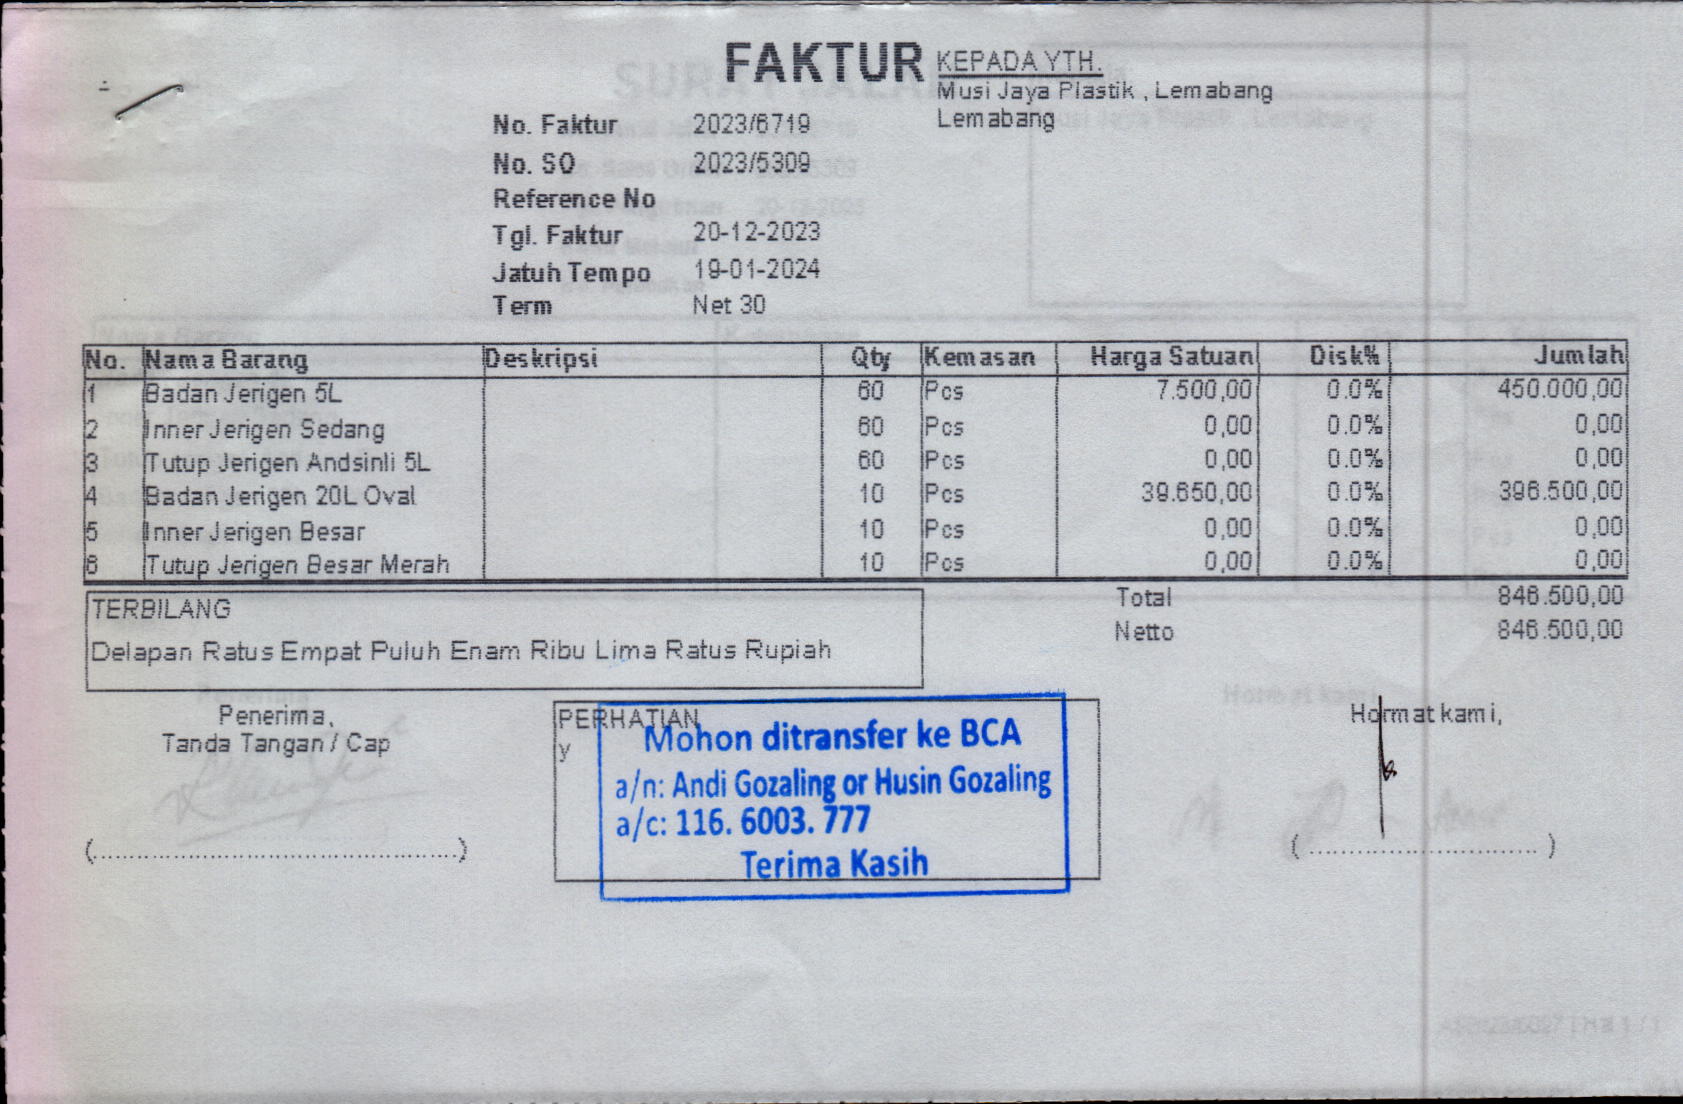 FAKTUR
KEPADA YTH.
Musi Jaya Plastik , Lemabang
Lemabang
No. Faktur 2023/6719
No. SO 2023/5309
Reference No
Tgl. Faktur 20-12-2023
Jatuh Tempo 19-01-2024
Term Net 30
No. Nama Barang Deskripsi Qty Kemasan Harga Satuan Disk% Jumlah
1 Badan Jerigen 5L 60 Pcs 7.500,00 0.0% 450.000,00
2 Inner Jerigen Sedang 60 Pcs 0,00 0.0% 0,00
3 Tutup Jerigen Andsinli 5L 60 Pcs 0,00 0.0% 0,00
4 Badan Jerigen 20L Oval 10 Pcs 39.650,00 0.0% 396.500,00
5 Inner Jerigen Besar 10 Pcs 0,00 0.0% 0,00
6 Tutup Jerigen Besar Merah 10 Pcs 0,00 0.0% 0,00
Total 846.500,00
Netto 846.500,00
TERBILANG
Delapan Ratus Empat Puluh Enam Ribu Lima Ratus Rupiah
Penerima,
Tanda Tangan / Cap
PERHATIAN
y
Mohon ditransfer ke BCA
a/n: Andi Gozaling or Husin Gozaling
a/c: 116. 6003. 777
Terima Kasih
Hormat kami,